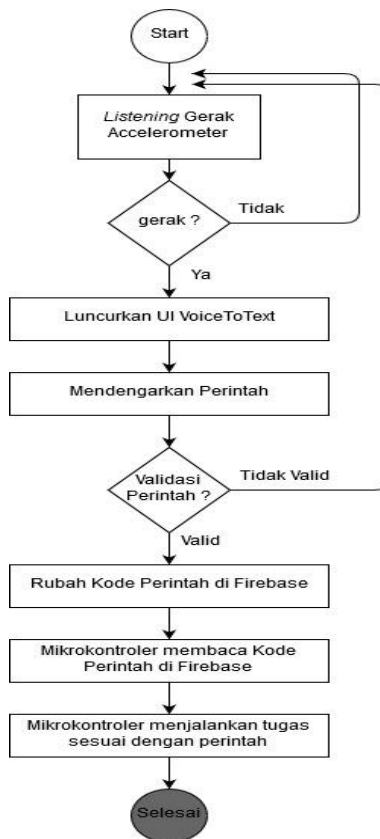 Start
Listening Gerak
Accelerometer
gerak ?
Tidak
Ya
Luncurkan UI VoiceToText
Mendengarkan Perintah
Validasi
Perintah ?
Tidak Valid
Valid
Rubah Kode Perintah di Firebase
Mikrokontroler membaca Kode
Perintah di Firebase
Mikrokontroler menjalankan tugas
sesuai dengan perintah
Selesai